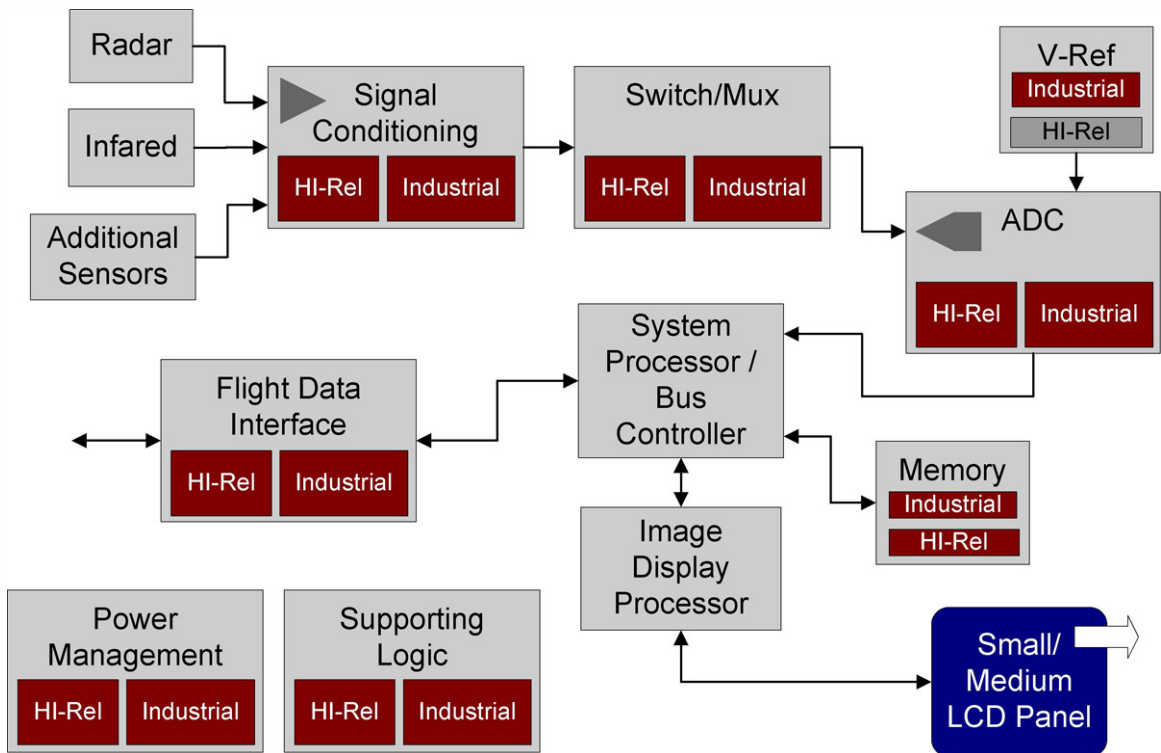 Radar
Infared
Additional
Sensors
Signal
Conditioning
HI-Rel
Industrial
Switch/Mux
HI-Rel
Industrial
V-Ref
Industrial
HI-Rel
ADC
HI-Rel
Industrial
System
Processor /
Bus
Controller
Flight Data
Interface
HI-Rel
Industrial
Memory
Industrial
HI-Rel
Image
Display
Processor
Power
Management
HI-Rel
Industrial
Supporting
Logic
HI-Rel
Industrial
Small/
Medium
LCD Panel